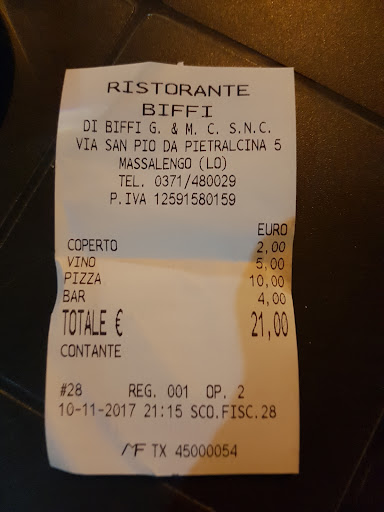 RISTORANTE
BIFFI
DI BIFFI G. & M. C. S.N.C.
VIA SAN PIO DA PIETRALCINA 5
MASSALENGO (LO)
TEL. 0371/480029
P.IVA 12591580159
EURO
COPERTO 2,00
VINO 5,00
PIZZA 10,00
BAR 4,00
TOTALE € 21,00
CONTANTE
#28 REG. 001 OP. 2
10-11-2017 21:15 SCO.FISC.28
MF TX 45000054